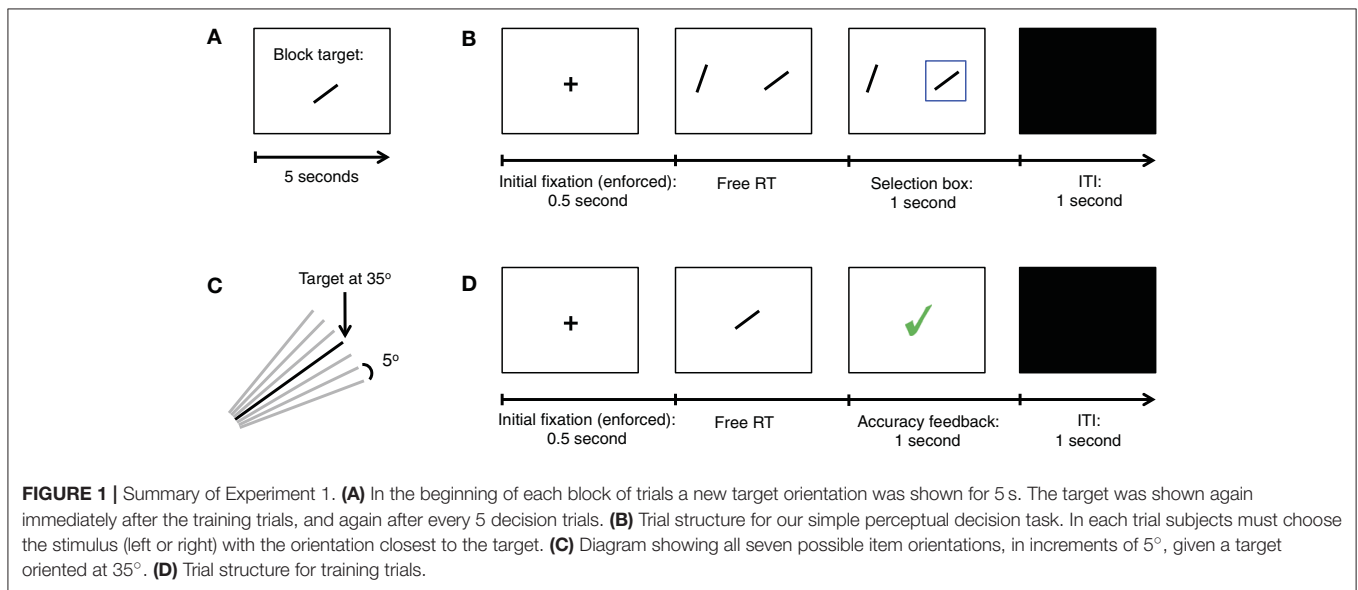 A
Block target:
5 seconds
B
+
Initial fixation (enforced):
0.5 second
Free RT
Selection box:
1 second
ITI:
1 second
C
Target at 35°
5°
D
+
✓
Initial fixation (enforced):
0.5 second
Free RT
Accuracy feedback:
1 second
ITI:
1 second
FIGURE 1 | Summary of Experiment 1. (A) In the beginning of each block of trials a new target orientation was shown for 5 s. The target was shown again
immediately after the training trials, and again after every 5 decision trials. (B) Trial structure for our simple perceptual decision task. In each trial subjects must choose
the stimulus (left or right) with the orientation closest to the target. (C) Diagram showing all seven possible item orientations, in increments of 5°, given a target
oriented at 35°. (D) Trial structure for training trials.